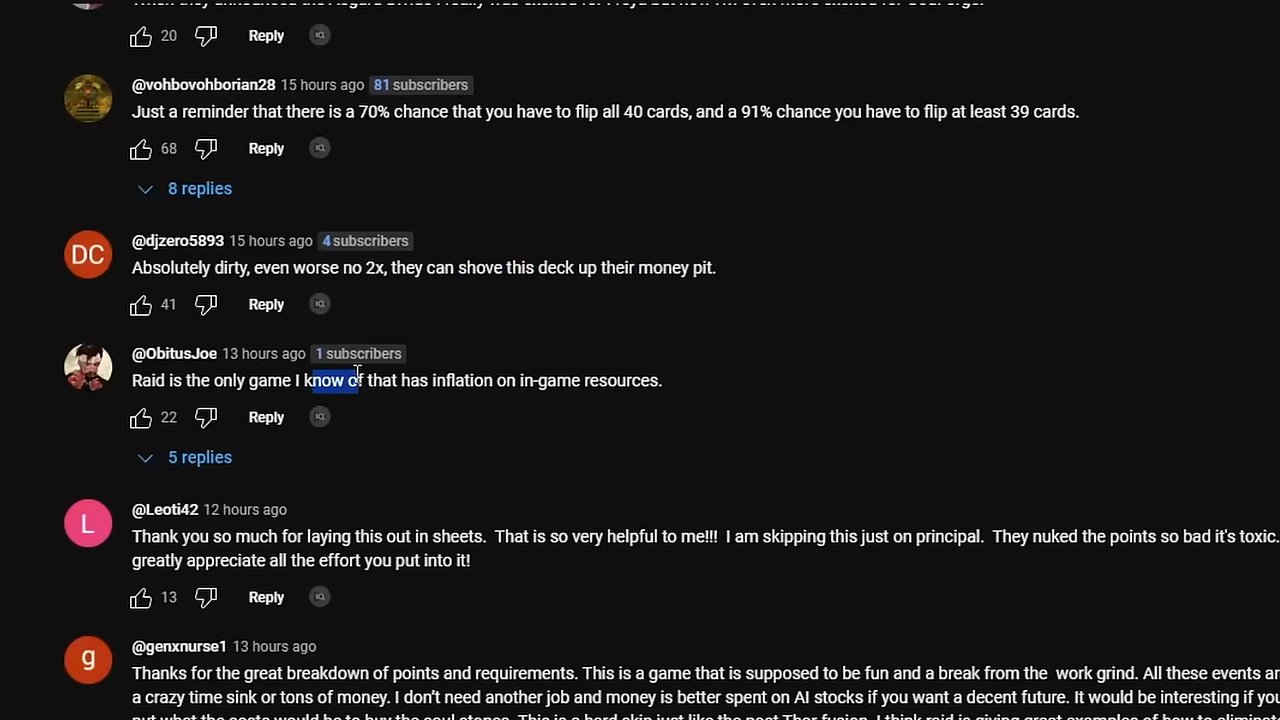 20 Reply
@vohbovohborian28 15 hours ago 81 subscribers
Just a reminder that there is a 70% chance that you have to flip all 40 cards, and a 91% chance you have to flip at least 39 cards.
68 Reply
8 replies
DC @djzero5893 15 hours ago 4 subscribers
Absolutely dirty, even worse no 2x, they can shove this deck up their money pit.
41 Reply
@ObitusJoe 13 hours ago 1 subscribers
Raid is the only game I know of that has inflation on in-game resources.
22 Reply
5 replies
L @Leoti42 12 hours ago
Thank you so much for laying this out in sheets. That is so very helpful to me!!! I am skipping this just on principal. They nuked the points so bad it's toxic.
greatly appreciate all the effort you put into it!
13 Reply
g @genxnurse1 13 hours ago
Thanks for the great breakdown of points and requirements. This is a game that is supposed to be fun and a break from the work grind. All these events
a crazy time sink or tons of money. I don't need another job and money is better spent on AI stocks if you want a decent future. It would be interesting if